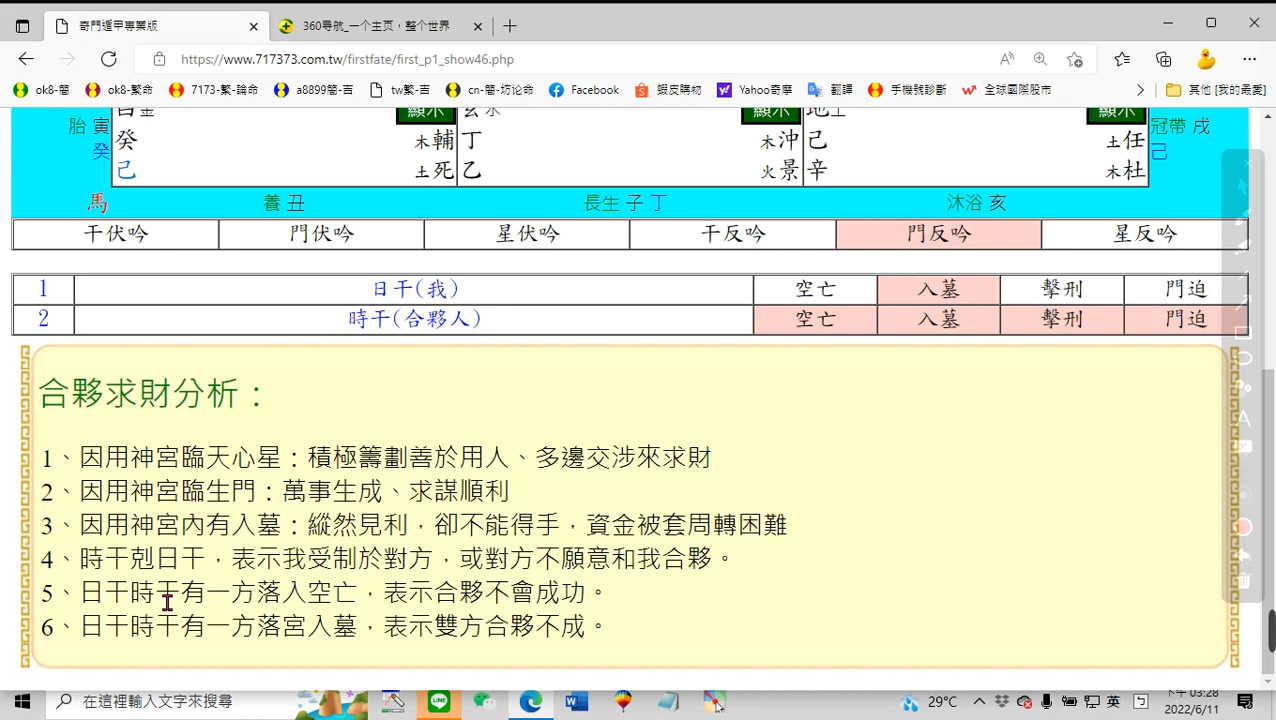 奇門遁甲專業版
360导航_一个主页，整个世界
https://www.717373.com.tw/firstfate/first_p1_show46.php
ok8-簡 ok8-繁命 7173-繁-論命 a8899簡-吉 tw繁-吉 cn-簡-坊论命 Facebook 蝦皮購物 Yahoo奇摩 翻譯 手機號診斷 全球國際股市 其他 [我的最愛]
胎 寅 白 金 顯示 玄 水 顯示 地 土 顯示 冠帶 戌
癸 癸 木 輔 丁 木 沖 己 土 任 己
己 土 死 乙 火 景 辛 木 杜
馬 養 丑 長生 子 丁 沐浴 亥
干伏吟 門伏吟 星伏吟 干反吟 門反吟 星反吟
1 日干(我) 空亡 入墓 擊刑 門迫
2 時干(合夥人) 空亡 入墓 擊刑 門迫
合夥求財分析：
1、因用神宮臨天心星：積極籌劃善於用人、多邊交涉來求財
2、因用神宮臨生門：萬事生成、求謀順利
3、因用神宮內有入墓：縱然見利，卻不能得手，資金被套周轉困難
4、時干剋日干，表示我受制於對方，或對方不願意和我合夥。
5、日干時干有一方落入空亡，表示合夥不會成功。
6、日干時干有一方落宮入墓，表示雙方合夥不成。
在這裡輸入文字來搜尋
29°C
英
下午 03:28
2022/6/11